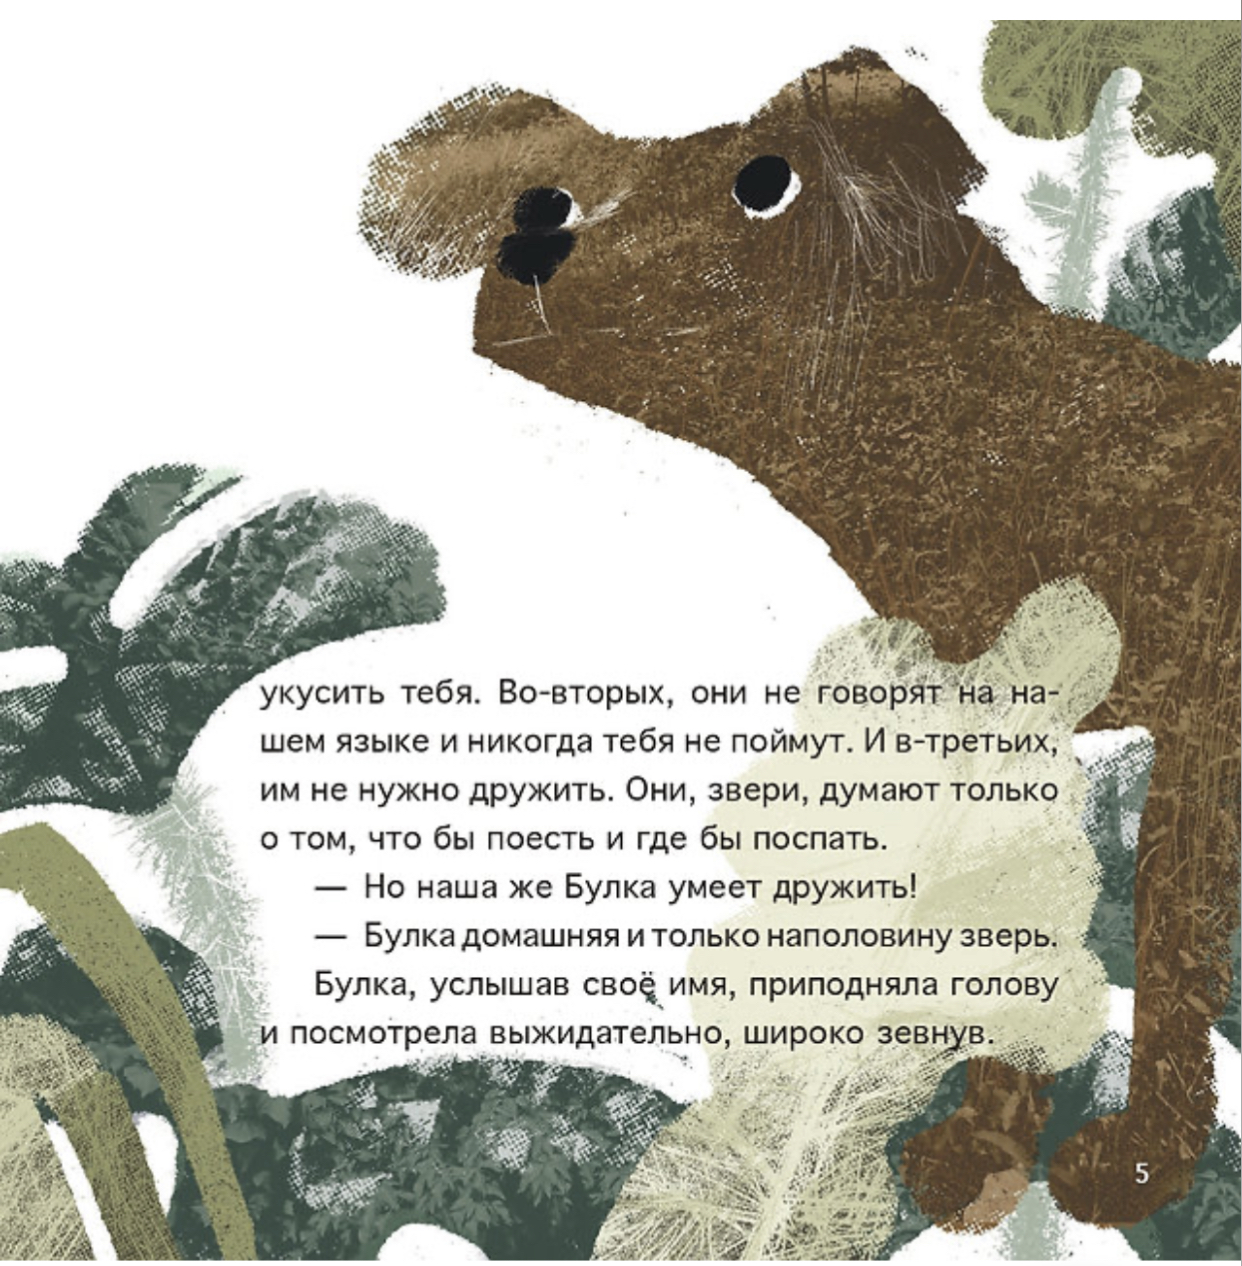 укусить тебя. Во-вторых, они не говорят на на-
шем языке и никогда тебя не поймут. И в-третьих,
им не нужно дружить. Они, звери, думают только
о том, что бы поесть и где бы поспать.
— Но наша же Булка умеет дружить!
— Булка домашняя и только наполовину зверь.
Булка, услышав своё имя, приподняла голову
и посмотрела выжидательно, широко зевнув.
5